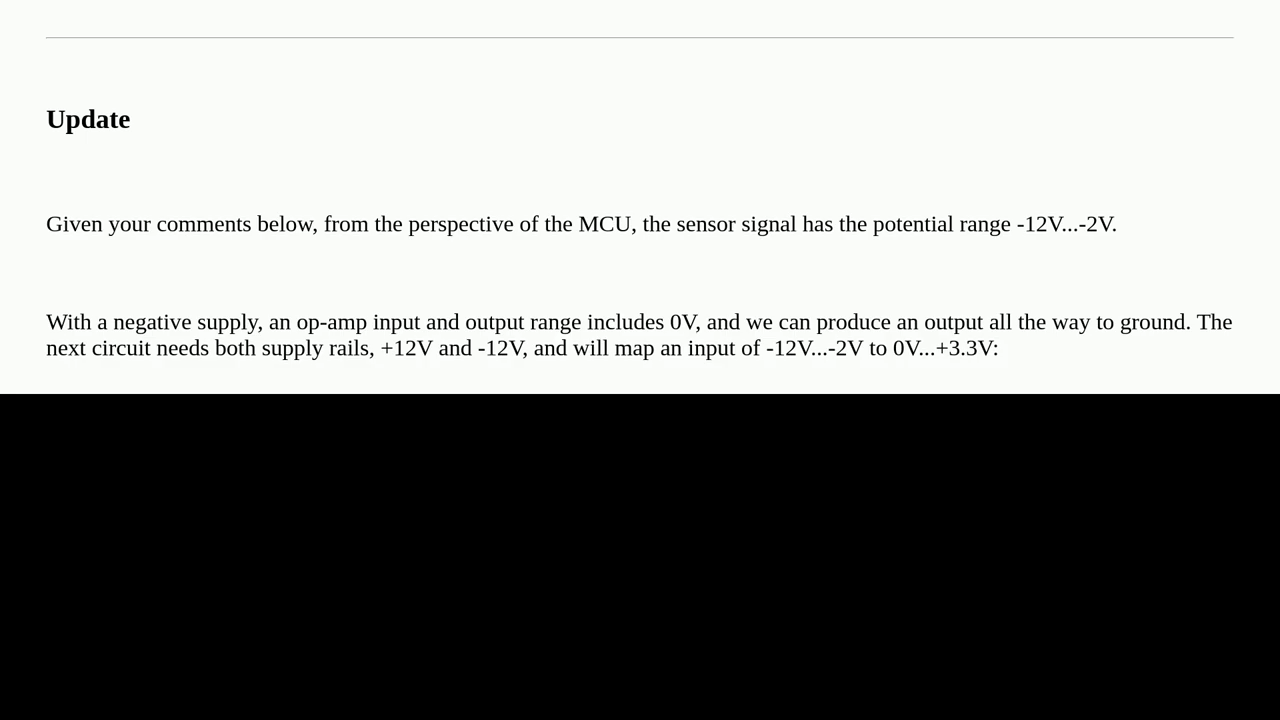 Update
Given your comments below, from the perspective of the MCU, the sensor signal has the potential range -12V...-2V.
With a negative supply, an op-amp input and output range includes 0V, and we can produce an output all the way to ground. The
next circuit needs both supply rails, +12V and -12V, and will map an input of -12V...-2V to 0V...+3.3V: